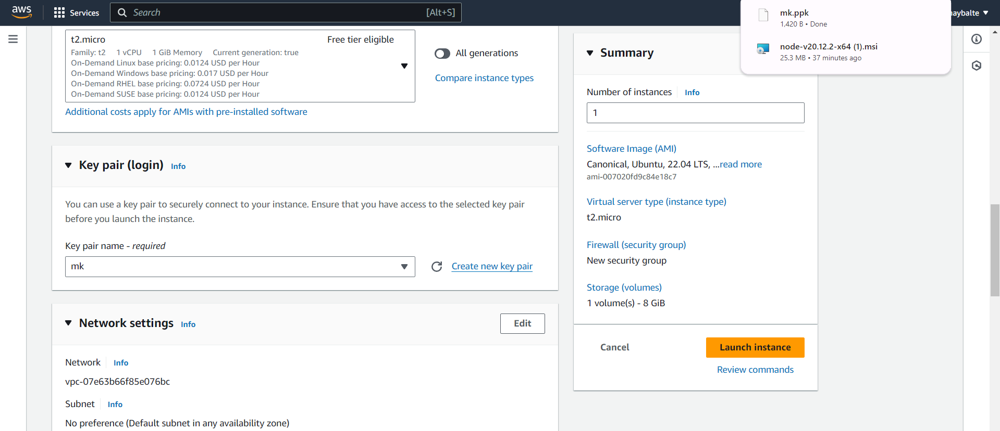 aws
Services
Search [Alt+S]
mk.ppk
1,420 B • Done
node-v20.12.2-x64 (1).msi
25.3 MB • 37 minutes ago
aybalte
t2.micro Free tier eligible
Family: t2 1 vCPU 1 GiB Memory Current generation: true
On-Demand Linux base pricing: 0.0124 USD per Hour
On-Demand Windows base pricing: 0.017 USD per Hour
On-Demand RHEL base pricing: 0.0724 USD per Hour
On-Demand SUSE base pricing: 0.0124 USD per Hour
All generations
Compare instance types
Additional costs apply for AMIs with pre-installed software
Key pair (login) Info
You can use a key pair to securely connect to your instance. Ensure that you have access to the selected key pair
before you launch the instance.
Key pair name - required
mk
Create new key pair
Network settings Info
Edit
Network Info
vpc-07e63b66f85e076bc
Subnet Info
No preference (Default subnet in any availability zone)
Summary
Number of instances Info
1
Software Image (AMI)
Canonical, Ubuntu, 22.04 LTS, ...read more
ami-007020fd9c84e18c7
Virtual server type (instance type)
t2.micro
Firewall (security group)
New security group
Storage (volumes)
1 volume(s) - 8 GiB
Cancel
Launch instance
Review commands